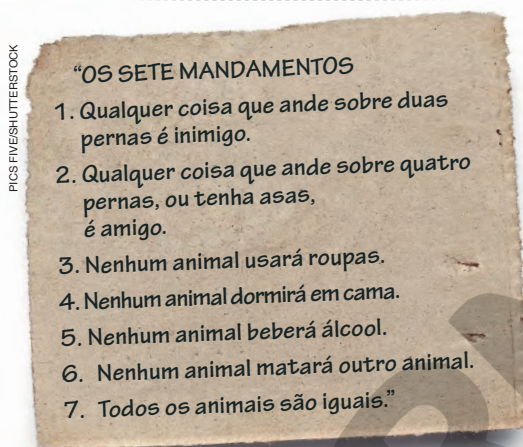 PICS FIVE/SHUTTERSTOCK
"OS SETE MANDAMENTOS
1. Qualquer coisa que ande sobre duas
pernas é inimigo.
2. Qualquer coisa que ande sobre quatro
pernas, ou tenha asas,
é amigo.
3. Nenhum animal usará roupas.
4. Nenhum animal dormirá em cama.
5. Nenhum animal beberá álcool.
6. Nenhum animal matará outro animal.
7. Todos os animais são iguais."